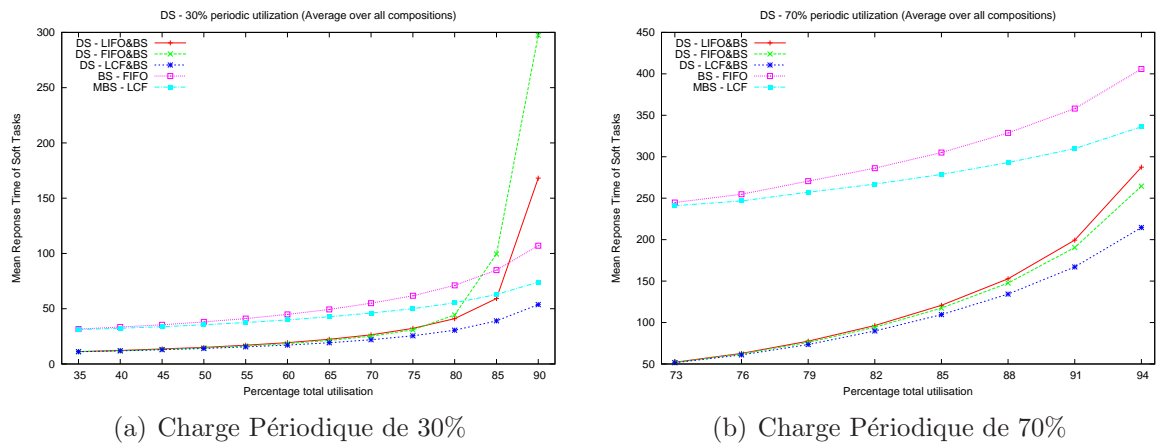 DS - 30% periodic utilization (Average over all compositions)
300
250
200
150
100
50
0
Mean Reponse Time of Soft Tasks
DS - LIFO&BS
DS - FIFO&BS
DS - LCF&BS
BS - FIFO
MBS - LCF
35 40 45 50 55 60 65 70 75 80 85 90
Percentage total utilisation
(a) Charge Périodique de 30%
DS - 70% periodic utilization (Average over all compositions)
450
400
350
300
250
200
150
100
50
Mean Reponse Time of Soft Tasks
DS - LIFO&BS
DS - FIFO&BS
DS - LCF&BS
BS - FIFO
MBS - LCF
73 76 79 82 85 88 91 94
Percentage total utilisation
(b) Charge Périodique de 70%